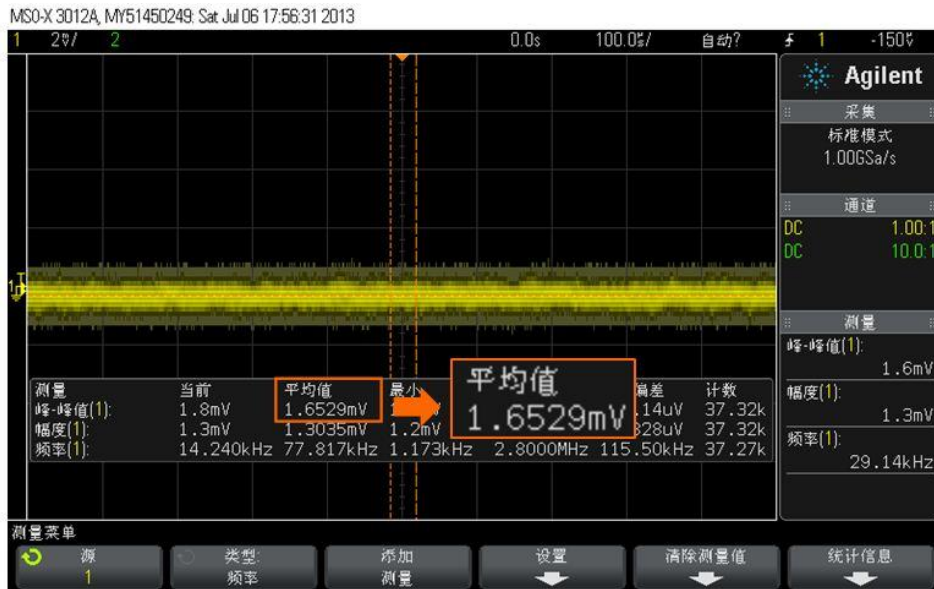 MSO-X 3012A, MY51450249: Sat Jul 06 17:56:31 2013
1 2▿/ 2 0.0s 100.0▿/ 自动? 1 -150▿
Agilent
采集
标准模式
1.00GSa/s
通道
DC 1.00:1
DC 10.0:1
测量
峰-峰值(1):
1.6mV
幅度(1):
1.3mV
频率(1):
29.14kHz
测量 当前 平均值 最小 偏差 计数
峰-峰值(1): 1.8mV 1.6529mV .14uV 37.32k
幅度(1): 1.3mV 1.3035mV 1.2mV 328uV 37.32k
频率(1): 14.240kHz 77.817kHz 1.173kHz 2.8000MHz 115.50kHz 37.27k
平均值
1.6529mV
测量菜单
源
1
类型:
频率
添加
测量
设置
清除测量值
统计信息